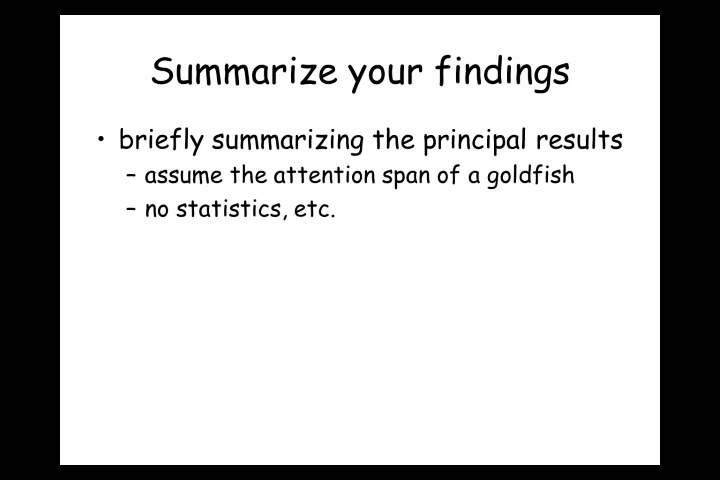 Summarize your findings
• briefly summarizing the principal results
– assume the attention span of a goldfish
– no statistics, etc.